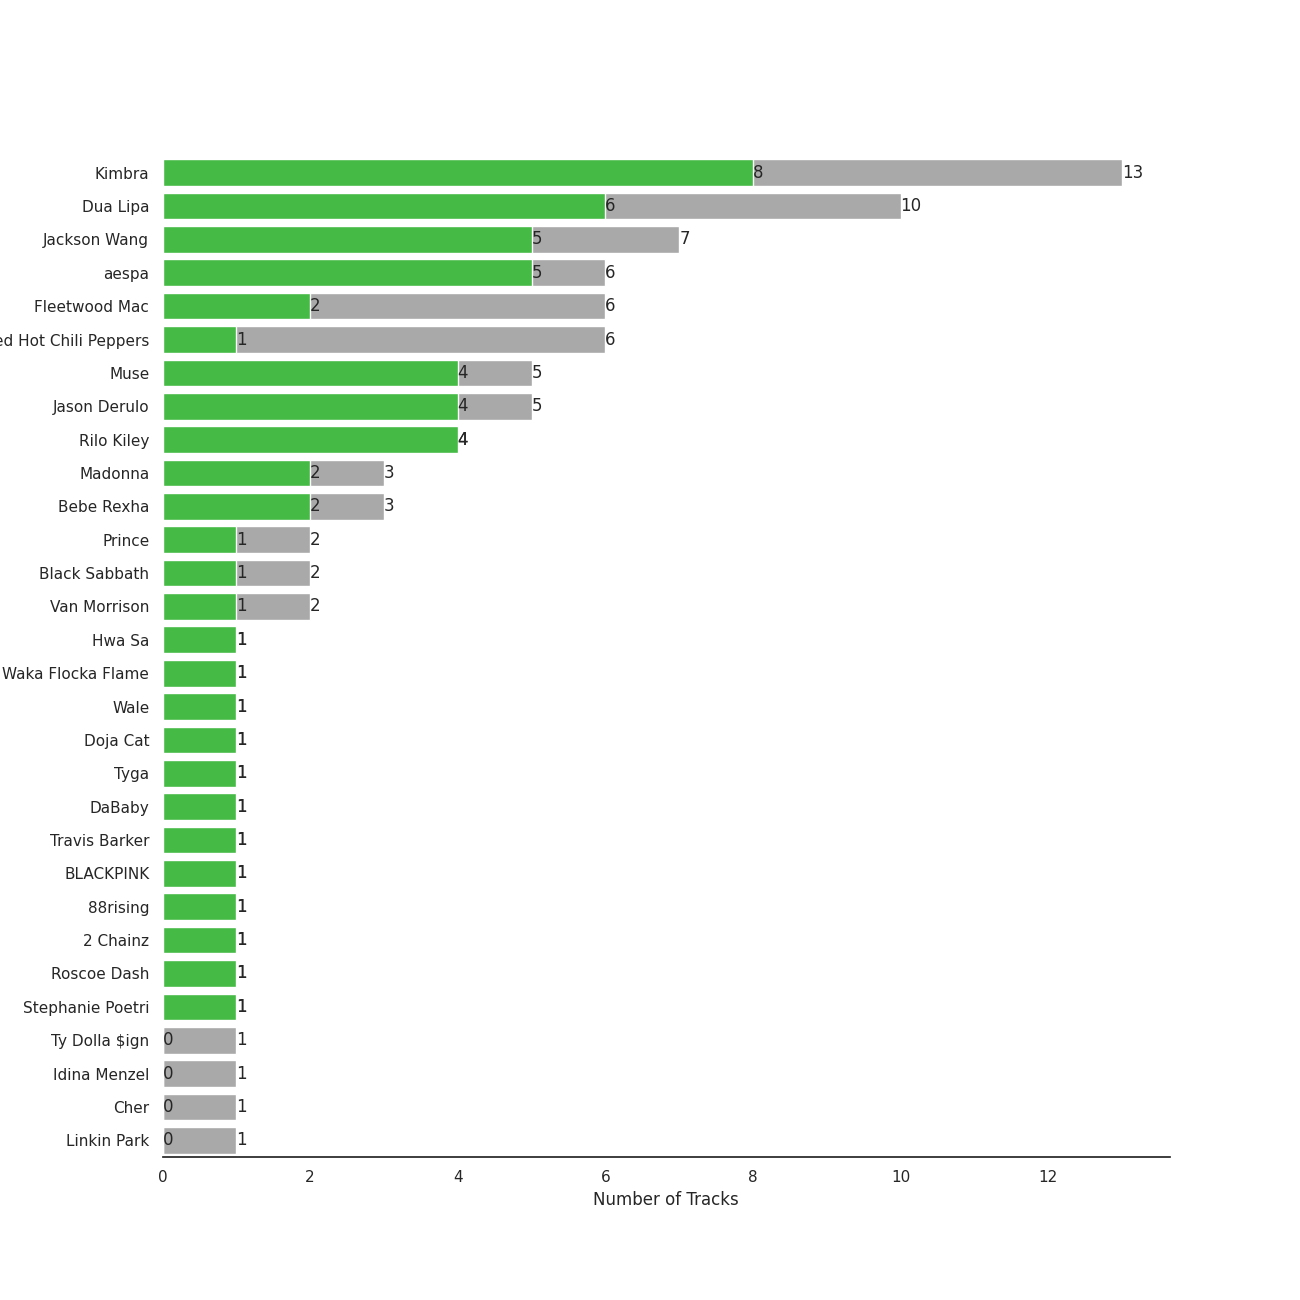 Kimbra 8 13
Dua Lipa 6 10
Jackson Wang 5 7
aespa 5 6
Fleetwood Mac 2 6
ed Hot Chili Peppers 1 6
Muse 4 5
Jason Derulo 4 5
Rilo Kiley 4
Madonna 2 3
Bebe Rexha 2 3
Prince 1 2
Black Sabbath 1 2
Van Morrison 1 2
Hwa Sa 1
Waka Flocka Flame 1
Wale 1
Doja Cat 1
Tyga 1
DaBaby 1
Travis Barker 1
BLACKPINK 1
88rising 1
2 Chainz 1
Roscoe Dash 1
Stephanie Poetri 1
Ty Dolla $ign 0 1
Idina Menzel 0 1
Cher 0 1
Linkin Park 0 1
0 2 4 6 8 10 12
Number of Tracks